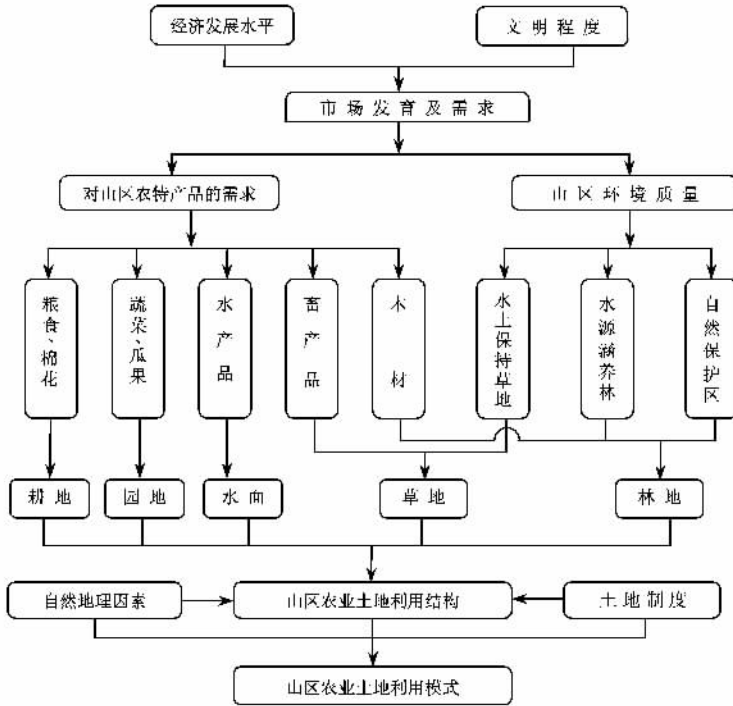 经济发展水平
文明程度
市场发育及需求
对山区农特产品的需求
山区环境质量
粮食、棉花
蔬菜、瓜果
水产品
畜产品
木材
水土保持草地
水源涵养林
自然保护区
耕地
园地
水面
草地
林地
自然地理因素
山区农业土地利用结构
土地制度
山区农业土地利用模式